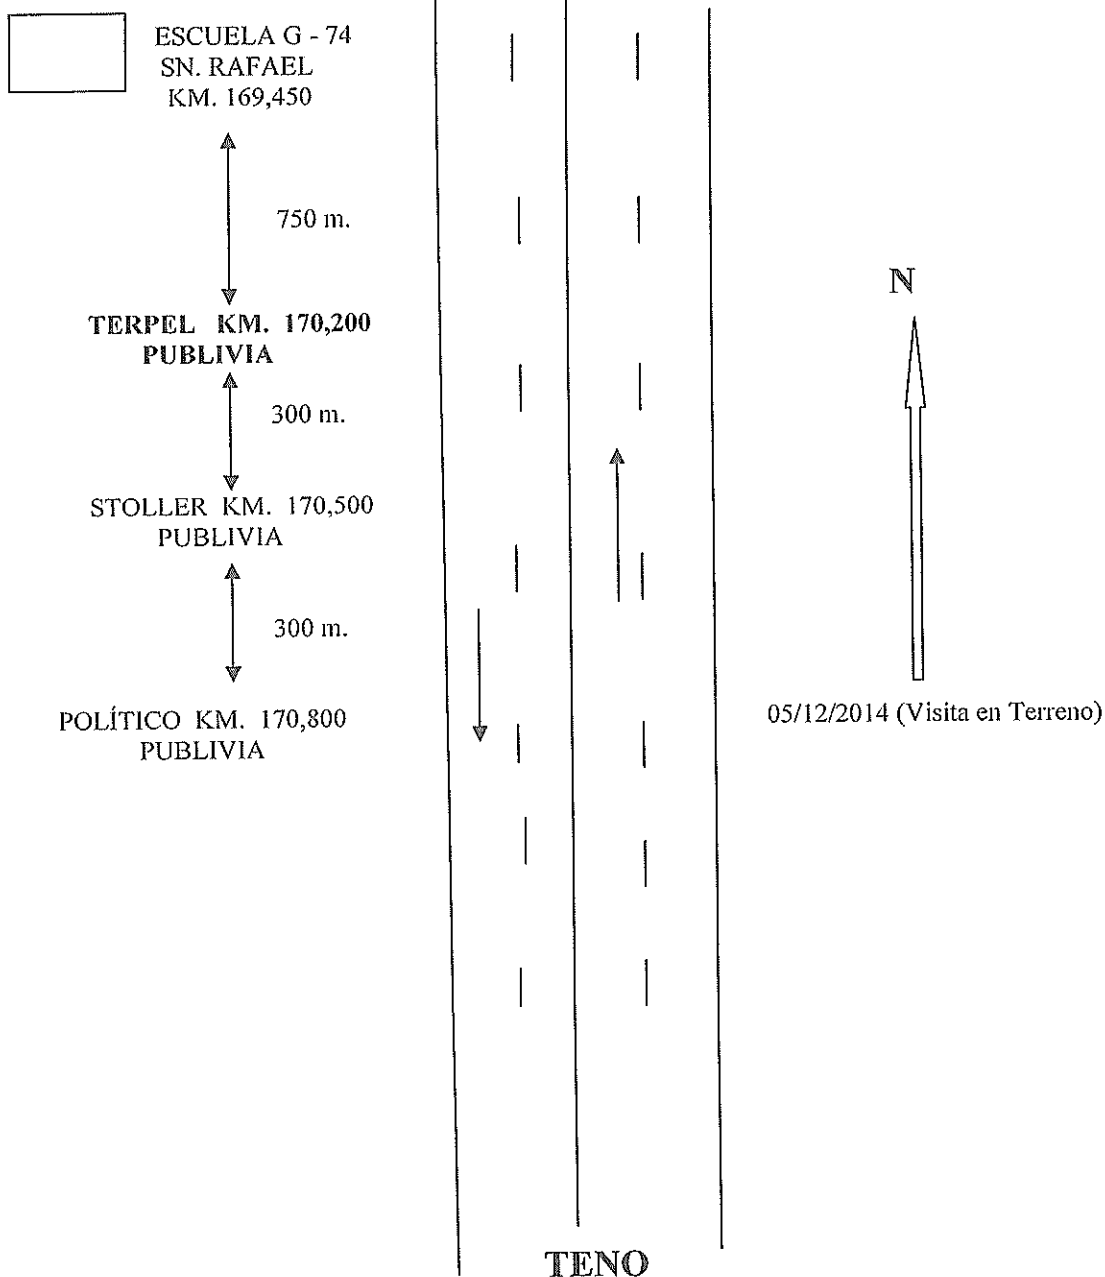 ESCUELA G - 74
SN. RAFAEL
KM. 169,450
750 m.
N
TERPEL KM. 170,200
PUBLIVIA
300 m.
STOLLER KM. 170,500
PUBLIVIA
300 m.
POLÍTICO KM. 170,800
PUBLIVIA
05/12/2014 (Visita en Terreno)
TENO